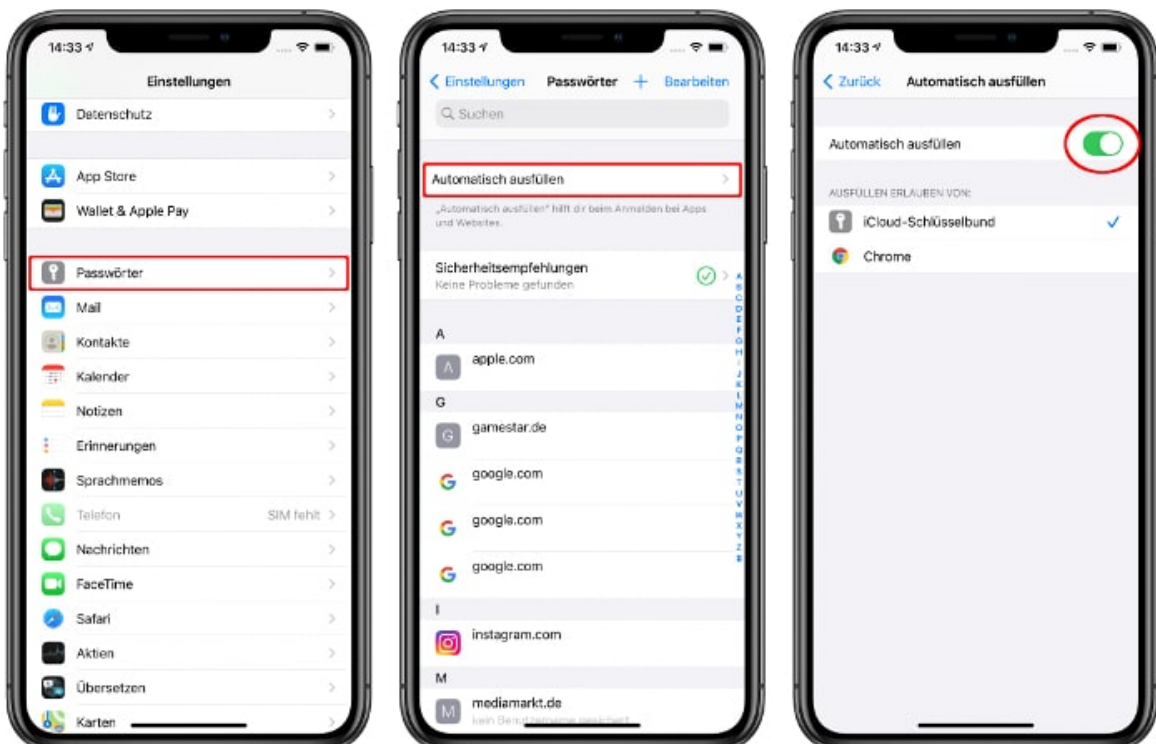 14:33
Einstellungen
Datenschutz
App Store
Wallet & Apple Pay
Passwörter
Mail
Kontakte
Kalender
Notizen
Erinnerungen
Sprachmemos
Telefon SIM fehlt
Nachrichten
FaceTime
Safari
Aktien
Übersetzen
Karten
14:33
Einstellungen Passwörter + Bearbeiten
Suchen
Automatisch ausfüllen
„Automatisch ausfüllen" hilft dir beim Anmelden bei Apps
und Websites.
Sicherheitsempfehlungen
Keine Probleme gefunden
A
A apple.com
G
G gamestar.de
G google.com
G google.com
G google.com
I
instagram.com
M
M mediamarkt.de
kein Benutzername gesichert
A
B
C
D
E
F
G
H
I
J
K
L
M
N
O
P
Q
R
S
T
U
V
W
X
Y
Z
#
14:33
Zurück Automatisch ausfüllen
Automatisch ausfüllen
AUSFÜLLEN ERLAUBEN VON:
iCloud-Schlüsselbund
Chrome